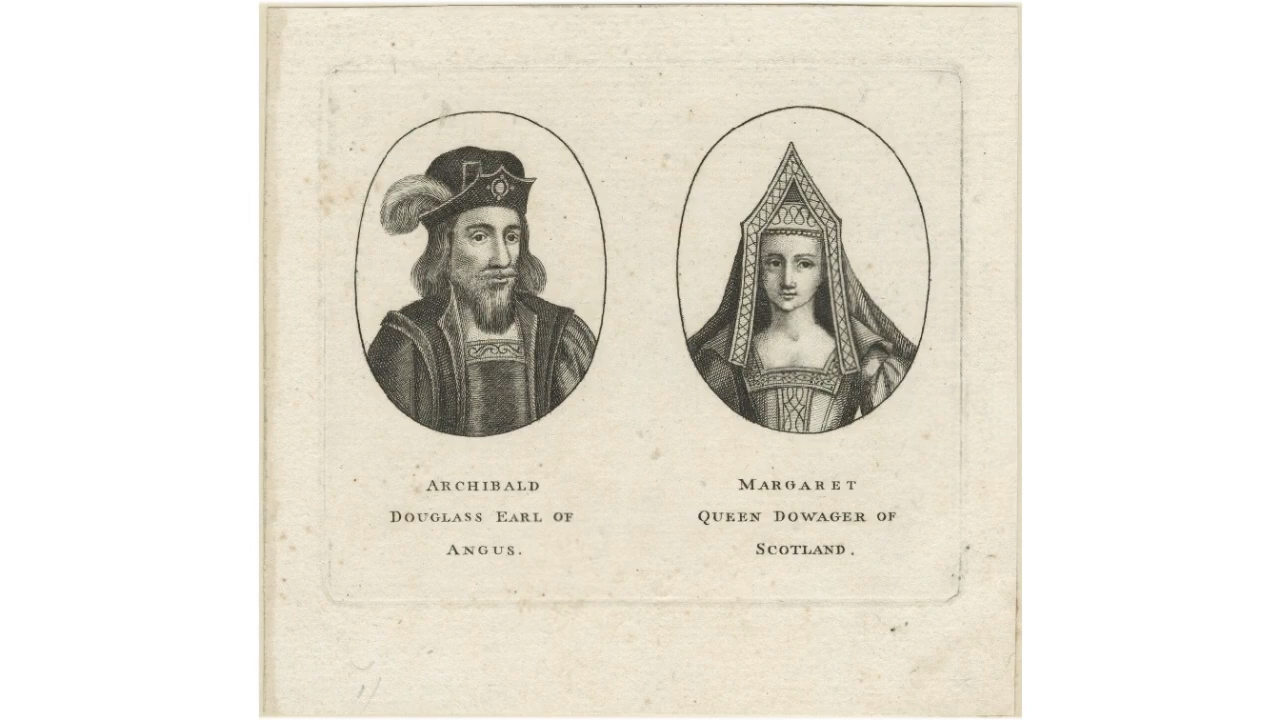 ARCHIBALD
DOUGLASS EARL OF
ANGUS.
MARGARET
QUEEN DOWAGER OF
SCOTLAND.